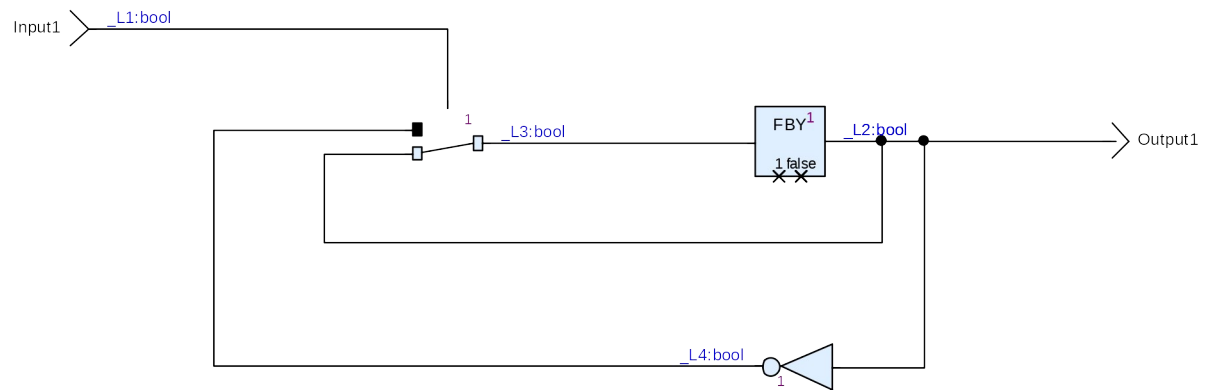 Input1
_L1:bool
1
_L3:bool
FBY 1
1 false
_L2:bool
Output1
_L4:bool
1